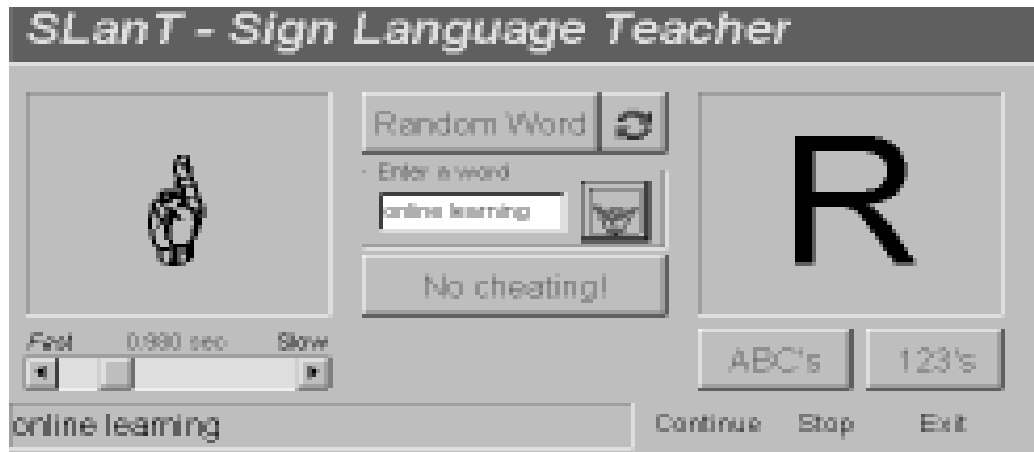 SLanT - Sign Language Teacher
Random Word
Enter a word
online learning
No cheating!
R
Fast 0.980 sec Slow
ABC's 123's
online learning
Continue Stop Exit